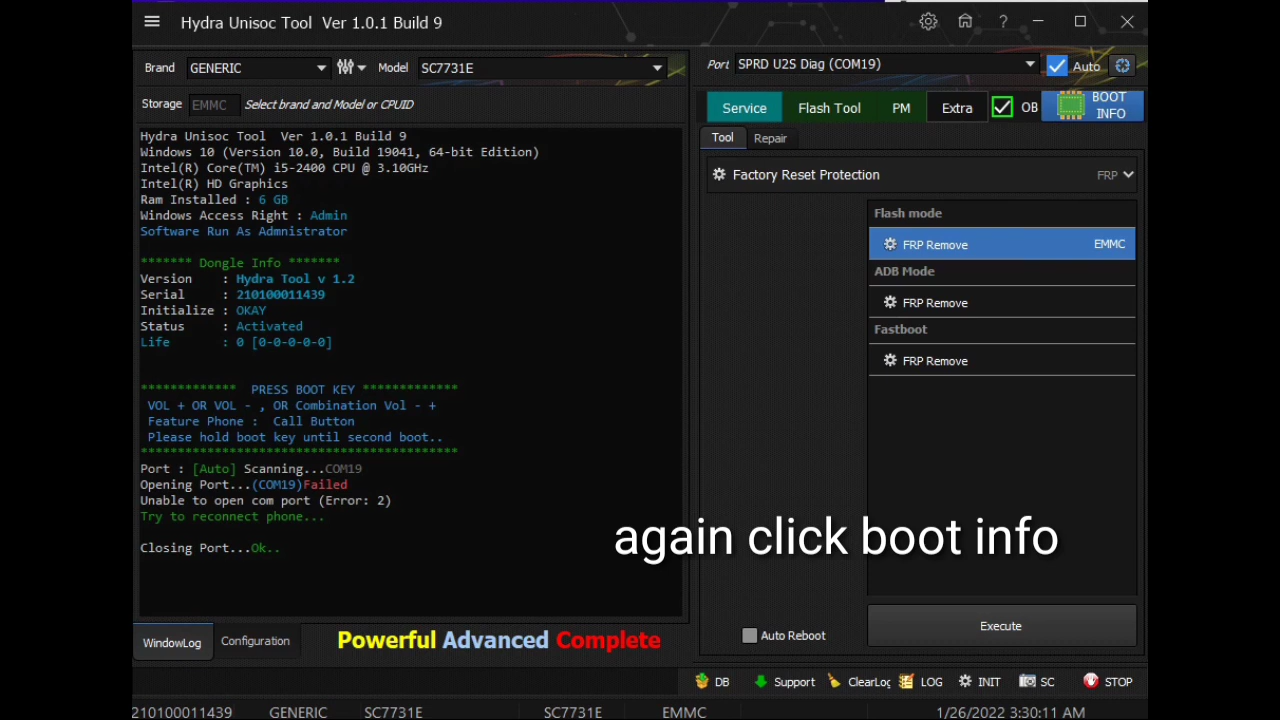 Hydra Unisoc Tool Ver 1.0.1 Build 9
Brand GENERIC Model SC7731E
Port SPRD U2S Diag (COM19) Auto
Storage EMMC Select brand and Model or CPUID
Service Flash Tool PM Extra OB BOOT INFO
Tool Repair
Factory Reset Protection FRP
Flash mode
FRP Remove EMMC
ADB Mode
FRP Remove
Fastboot
FRP Remove
Hydra Unisoc Tool Ver 1.0.1 Build 9
Windows 10 (Version 10.0, Build 19041, 64-bit Edition)
Intel(R) Core(TM) i5-2400 CPU @ 3.10GHz
Intel(R) HD Graphics
Ram Installed : 6 GB
Windows Access Right : Admin
Software Run As Admnistrator
******* Dongle Info *******
Version : Hydra Tool v 1.2
Serial : 210100011439
Initialize : OKAY
Status : Activated
Life : 0 [0-0-0-0-0]
************* PRESS BOOT KEY *************
VOL + OR VOL - , OR Combination Vol - +
Feature Phone : Call Button
Please hold boot key until second boot..
******************************************
Port : [Auto] Scanning...COM19
Opening Port...(COM19)Failed
Unable to open com port (Error: 2)
Try to reconnect phone...
Closing Port...Ok..
again click boot info
Auto Reboot Execute
WindowLog Configuration Powerful Advanced Complete
DB Support ClearLog LOG INIT SC STOP
210100011439 GENERIC SC7731E SC7731E EMMC 1/26/2022 3:30:11 AM